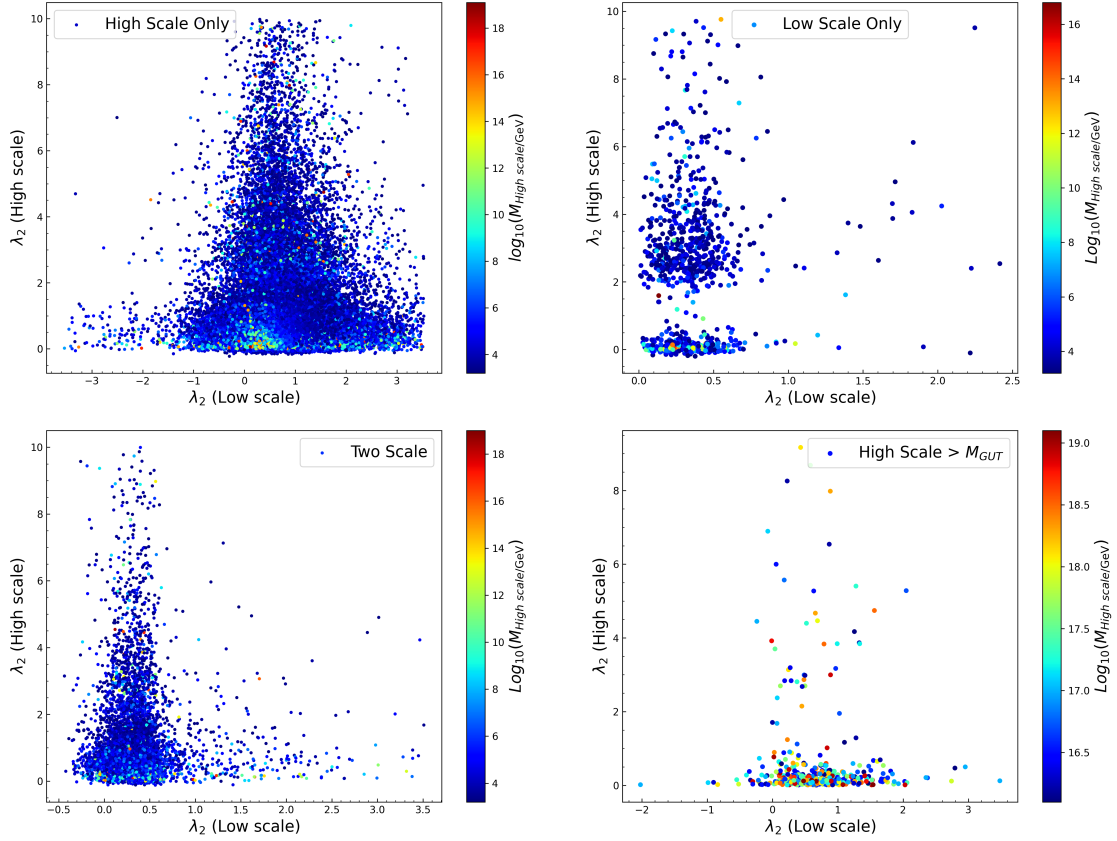 High Scale Only
λ₂ (High scale)
10
8
6
4
2
0
−3 −2 −1 0 1 2 3
λ₂ (Low scale)
18
16
14
12
10
8
6
4
log₁₀(M_High scale/GeV)
Low Scale Only
λ₂ (High scale)
10
8
6
4
2
0
0.0 0.5 1.0 1.5 2.0 2.5
λ₂ (Low scale)
16
14
12
10
8
6
4
Log₁₀(M_High scale/GeV)
Two Scale
λ₂ (High scale)
10
8
6
4
2
0
−0.5 0.0 0.5 1.0 1.5 2.0 2.5 3.0 3.5
λ₂ (Low scale)
18
16
14
12
10
8
6
4
Log₁₀(M_High scale/GeV)
High Scale > M_GUT
λ₂ (High scale)
8
6
4
2
0
−2 −1 0 1 2 3
λ₂ (Low scale)
19.0
18.5
18.0
17.5
17.0
16.5
Log₁₀(M_High scale/GeV)